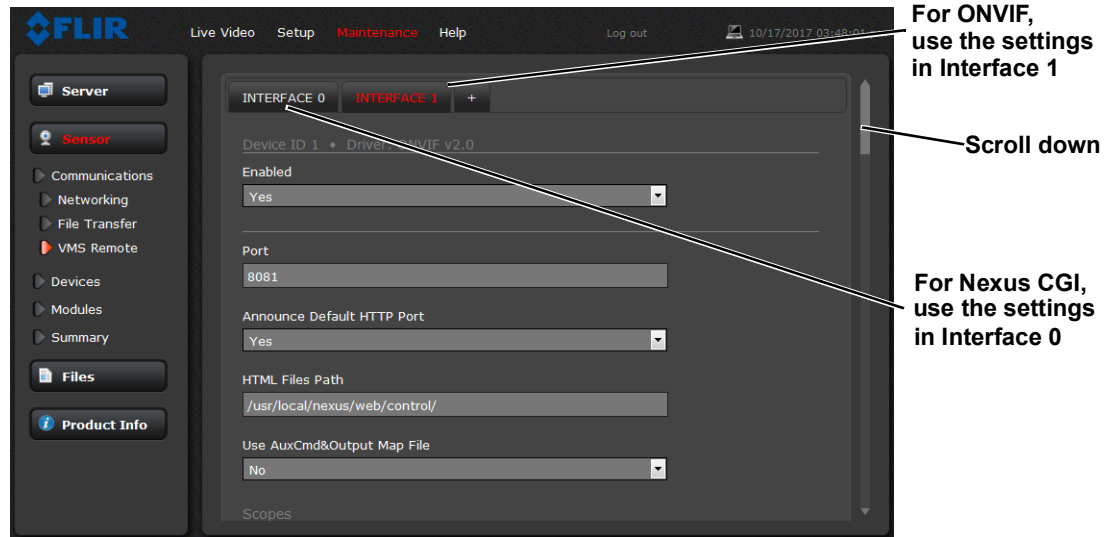 FLIR
Live Video Setup Maintenance Help Log out 10/17/2017 03:48:01
For ONVIF,
use the settings
in Interface 1
Server
Sensor
Communications
Networking
File Transfer
VMS Remote
Devices
Modules
Summary
Files
Product Info
INTERFACE 0 INTERFACE 1 +
Device ID 1 • Driver: ONVIF v2.0
Enabled
Yes
Port
8081
Announce Default HTTP Port
Yes
HTML Files Path
/usr/local/nexus/web/control/
Use AuxCmd&Output Map File
No
Scopes
Scroll down
For Nexus CGI,
use the settings
in Interface 0